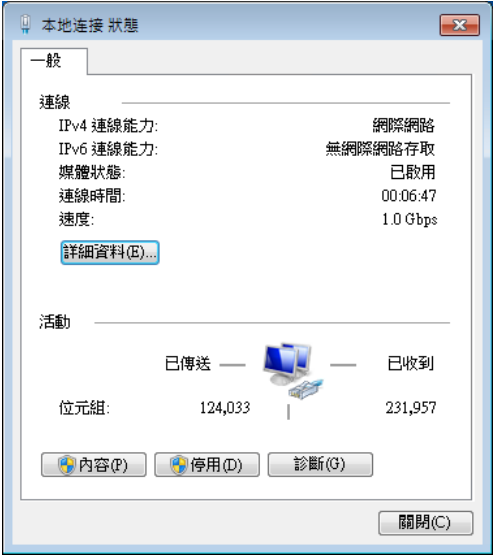 本地连接 狀態
一般
連線
IPv4 連線能力: 網際網路
IPv6 連線能力: 無網際網路存取
媒體狀態: 已啟用
連線時間: 00:06:47
速度: 1.0 Gbps
詳細資料(E)...
活動
已傳送 已收到
位元組: 124,033 231,957
內容(P) 停用(D) 診斷(G)
關閉(C)